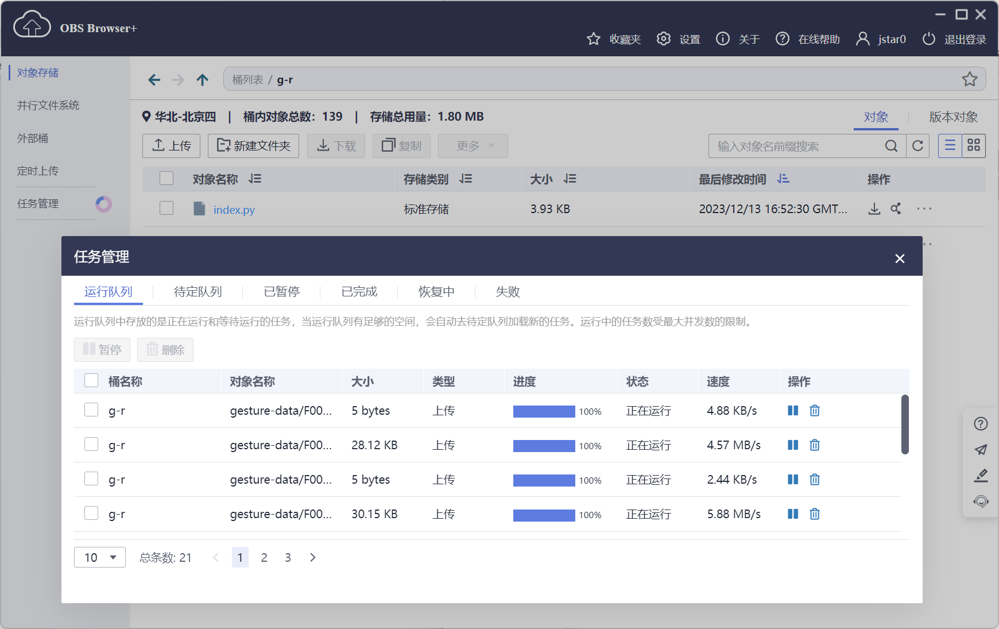 OBS Browser+
收藏夹 设置 关于 在线帮助 jstar0 退出登录
对象存储
并行文件系统
外部桶
定时上传
任务管理
桶列表 / g-r
华北-北京四 | 桶内对象总数：139 | 存储总用量：1.80 MB
对象 版本对象
上传 新建文件夹 下载 复制 更多 输入对象名前缀搜索
对象名称 存储类别 大小 最后修改时间 操作
index.py 标准存储 3.93 KB 2023/12/13 16:52:30 GMT...
任务管理
运行队列 待定队列 已暂停 已完成 恢复中 失败
运行队列中存放的是正在运行和等待运行的任务，当运行队列有足够的空间，会自动去待定队列加载新的任务。运行中的任务数受最大并发数的限制。
暂停 删除
桶名称 对象名称 大小 类型 进度 状态 速度 操作
g-r gesture-data/F00... 5 bytes 上传 100% 正在运行 4.88 KB/s
g-r gesture-data/F00... 28.12 KB 上传 100% 正在运行 4.57 MB/s
g-r gesture-data/F00... 5 bytes 上传 100% 正在运行 2.44 KB/s
g-r gesture-data/F00... 30.15 KB 上传 100% 正在运行 5.88 MB/s
10 总条数: 21 1 2 3